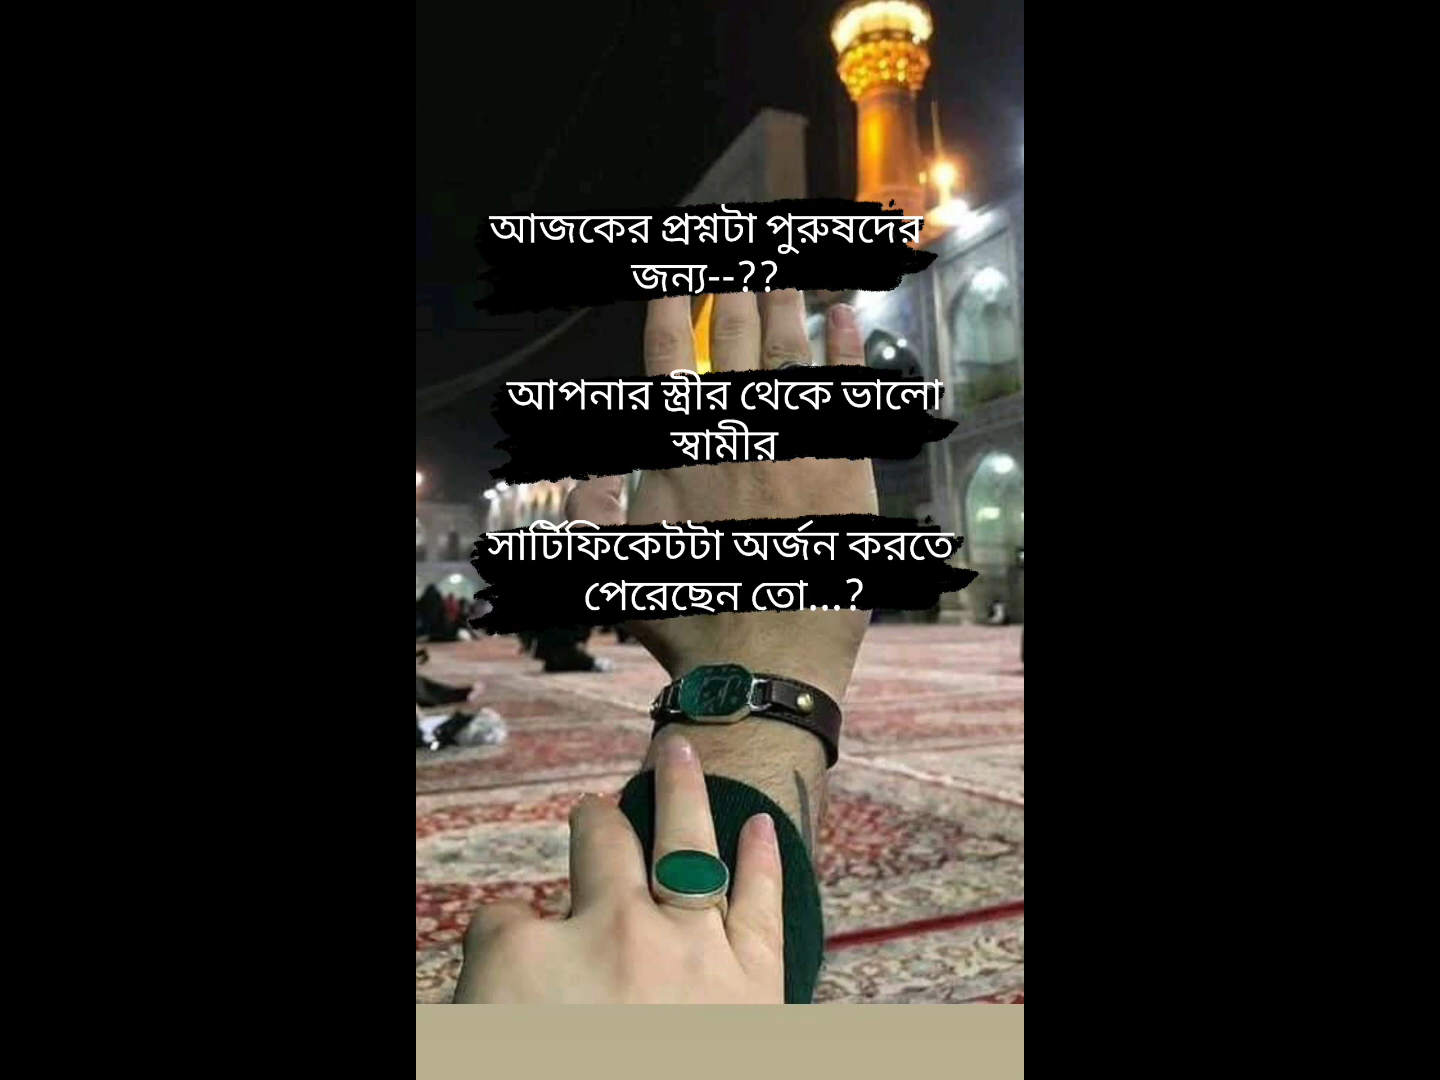 আজকের প্রশ্নটা পুরুষদের
জন্য--??
আপনার স্ত্রীর থেকে ভালো
স্বামীর
সার্টিফিকেটটা অর্জন করতে
পেরেছেন তো...?